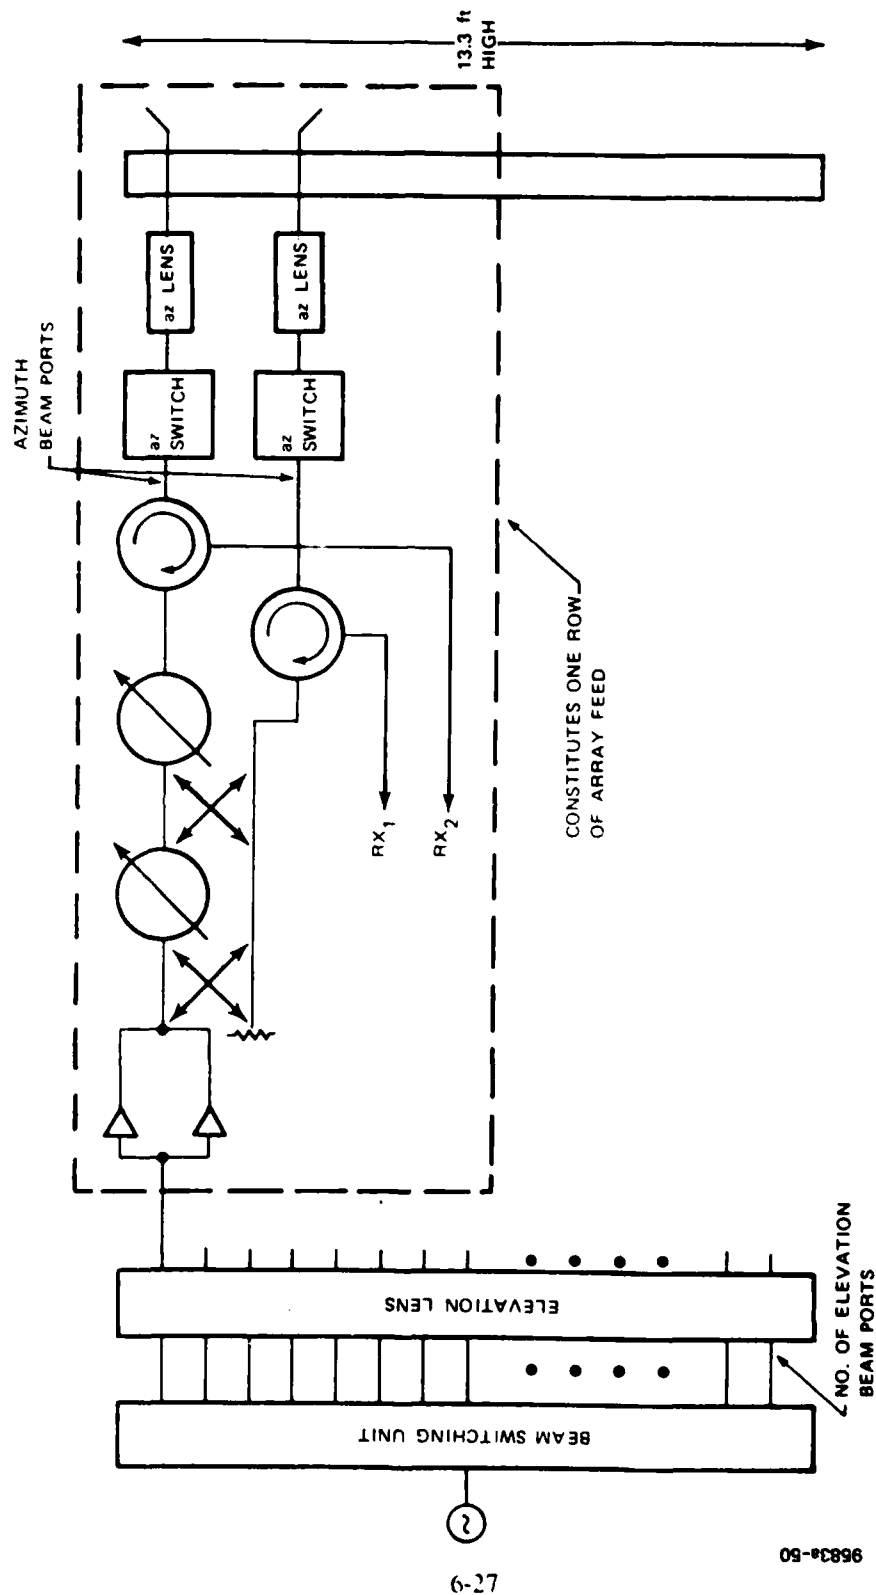 13.3 ft
HIGH
AZIMUTH
BEAM PORTS
az
SWITCH
az LENS
az
SWITCH
az LENS
RX1
RX2
CONSTITUTES ONE ROW
OF ARRAY FEED
ELEVATION LENS
BEAM SWITCHING UNIT
NO. OF ELEVATION
BEAM PORTS
~
9583a-50
6-27